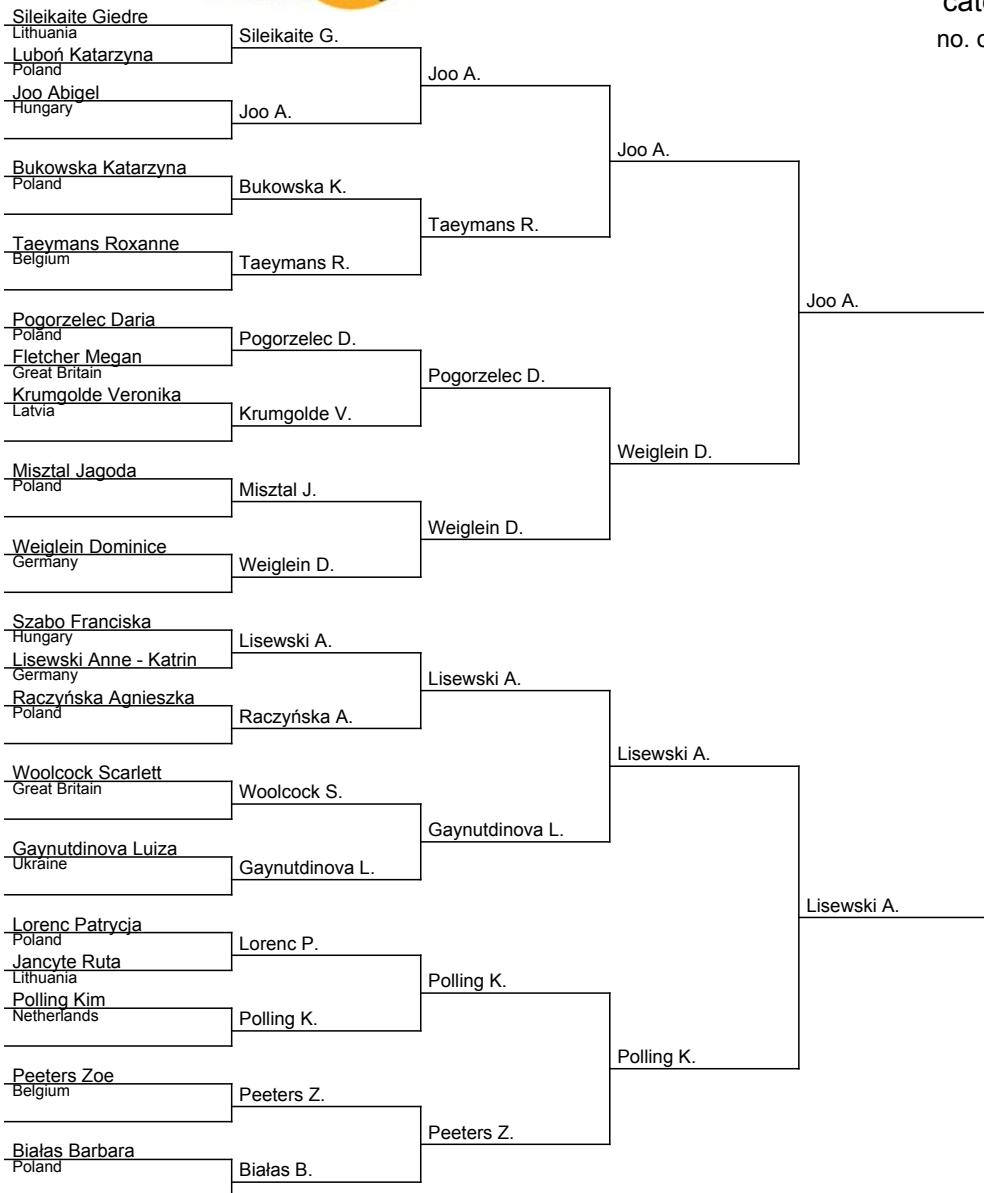 cat
no. o
Sileikaite Giedre
Lithuania
Luboń Katarzyna
Poland
Joo Abigel
Hungary
Bukowska Katarzyna
Poland
Taeymans Roxanne
Belgium
Pogorzelec Daria
Poland
Fletcher Megan
Great Britain
Krumgolde Veronika
Latvia
Misztal Jagoda
Poland
Weiglein Dominice
Germany
Szabo Franciska
Hungary
Lisewski Anne - Katrin
Germany
Raczyńska Agnieszka
Poland
Woolcock Scarlett
Great Britain
Gaynutdinova Luiza
Ukraine
Lorenc Patrycja
Poland
Jancyte Ruta
Lithuania
Polling Kim
Netherlands
Peeters Zoe
Belgium
Białas Barbara
Poland
Sileikaite G.
Joo A.
Bukowska K.
Taeymans R.
Pogorzelec D.
Krumgolde V.
Misztal J.
Weiglein D.
Lisewski A.
Raczyńska A.
Woolcock S.
Gaynutdinova L.
Lorenc P.
Polling K.
Peeters Z.
Białas B.
Joo A.
Taeymans R.
Pogorzelec D.
Weiglein D.
Lisewski A.
Gaynutdinova L.
Polling K.
Peeters Z.
Joo A.
Weiglein D.
Lisewski A.
Polling K.
Joo A.
Lisewski A.